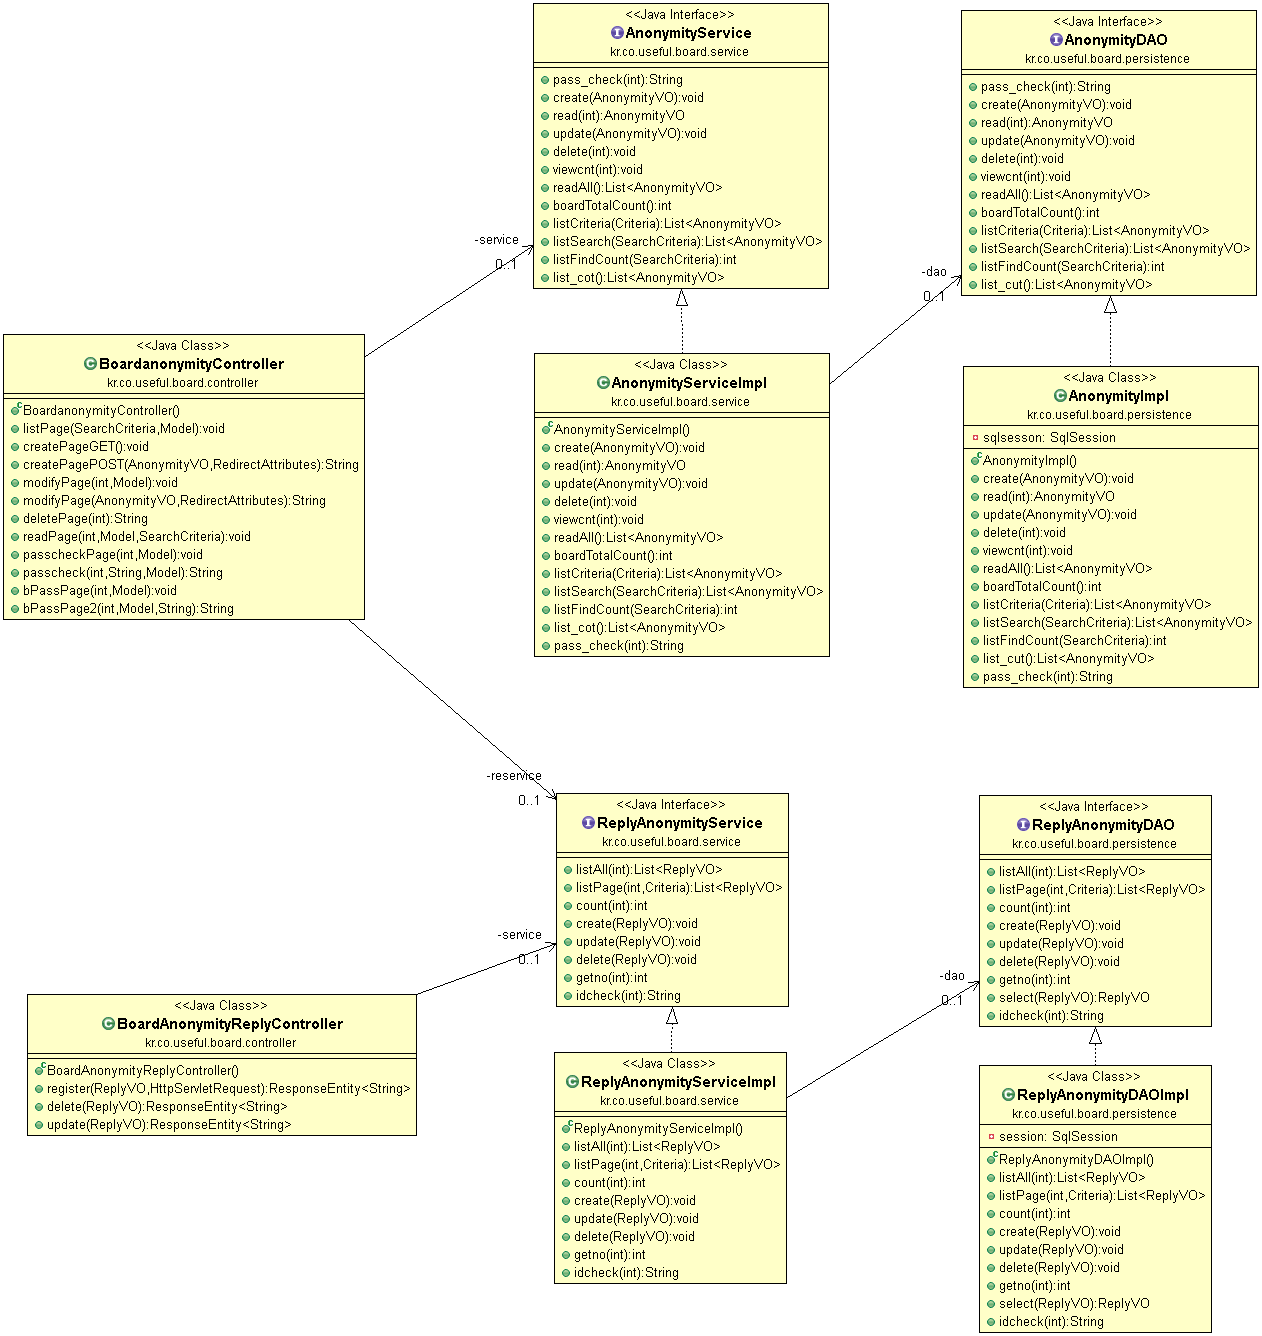 <<Java Interface>>
AnonymityService
kr.co.useful.board.service
pass_check(int):String
create(AnonymityVO):void
read(int):AnonymityVO
update(AnonymityVO):void
delete(int):void
viewcnt(int):void
readAll():List<AnonymityVO>
boardTotalCount():int
listCriteria(Criteria):List<AnonymityVO>
listSearch(SearchCriteria):List<AnonymityVO>
listFindCount(SearchCriteria):int
list_cot():List<AnonymityVO>
<<Java Interface>>
AnonymityDAO
kr.co.useful.board.persistence
pass_check(int):String
create(AnonymityVO):void
read(int):AnonymityVO
update(AnonymityVO):void
delete(int):void
viewcnt(int):void
readAll():List<AnonymityVO>
boardTotalCount():int
listCriteria(Criteria):List<AnonymityVO>
listSearch(SearchCriteria):List<AnonymityVO>
listFindCount(SearchCriteria):int
list_cut():List<AnonymityVO>
-service
0..1
-dao
0..1
<<Java Class>>
BoardanonymityController
kr.co.useful.board.controller
BoardanonymityController()
listPage(SearchCriteria,Model):void
createPageGET():void
createPagePOST(AnonymityVO,RedirectAttributes):String
modifyPage(int,Model):void
modifyPage(AnonymityVO,RedirectAttributes):String
deletePage(int):String
readPage(int,Model,SearchCriteria):void
passcheckPage(int,Model):void
passcheck(int,String,Model):String
bPassPage(int,Model):void
bPassPage2(int,Model,String):String
<<Java Class>>
AnonymityServiceImpl
kr.co.useful.board.service
AnonymityServiceImpl()
create(AnonymityVO):void
read(int):AnonymityVO
update(AnonymityVO):void
delete(int):void
viewcnt(int):void
readAll():List<AnonymityVO>
boardTotalCount():int
listCriteria(Criteria):List<AnonymityVO>
listSearch(SearchCriteria):List<AnonymityVO>
listFindCount(SearchCriteria):int
list_cot():List<AnonymityVO>
pass_check(int):String
<<Java Class>>
AnonymityImpl
kr.co.useful.board.persistence
sqlsesson: SqlSession
AnonymityImpl()
create(AnonymityVO):void
read(int):AnonymityVO
update(AnonymityVO):void
delete(int):void
viewcnt(int):void
readAll():List<AnonymityVO>
boardTotalCount():int
listCriteria(Criteria):List<AnonymityVO>
listSearch(SearchCriteria):List<AnonymityVO>
listFindCount(SearchCriteria):int
list_cut():List<AnonymityVO>
pass_check(int):String
-reservice
0..1
<<Java Interface>>
ReplyAnonymityService
kr.co.useful.board.service
listAll(int):List<ReplyVO>
listPage(int,Criteria):List<ReplyVO>
count(int):int
create(ReplyVO):void
update(ReplyVO):void
delete(ReplyVO):void
getno(int):int
idcheck(int):String
<<Java Interface>>
ReplyAnonymityDAO
kr.co.useful.board.persistence
listAll(int):List<ReplyVO>
listPage(int,Criteria):List<ReplyVO>
count(int):int
create(ReplyVO):void
update(ReplyVO):void
delete(ReplyVO):void
getno(int):int
select(ReplyVO):ReplyVO
idcheck(int):String
-service
0..1
-dao
0..1
<<Java Class>>
BoardAnonymityReplyController
kr.co.useful.board.controller
BoardAnonymityReplyController()
register(ReplyVO,HttpServletRequest):ResponseEntity<String>
delete(ReplyVO):ResponseEntity<String>
update(ReplyVO):ResponseEntity<String>
<<Java Class>>
ReplyAnonymityServiceImpl
kr.co.useful.board.service
ReplyAnonymityServiceImpl()
listAll(int):List<ReplyVO>
listPage(int,Criteria):List<ReplyVO>
count(int):int
create(ReplyVO):void
update(ReplyVO):void
delete(ReplyVO):void
getno(int):int
idcheck(int):String
<<Java Class>>
ReplyAnonymityDAOImpl
kr.co.useful.board.persistence
session: SqlSession
ReplyAnonymityDAOImpl()
listAll(int):List<ReplyVO>
listPage(int,Criteria):List<ReplyVO>
count(int):int
create(ReplyVO):void
update(ReplyVO):void
delete(ReplyVO):void
getno(int):int
select(ReplyVO):ReplyVO
idcheck(int):String